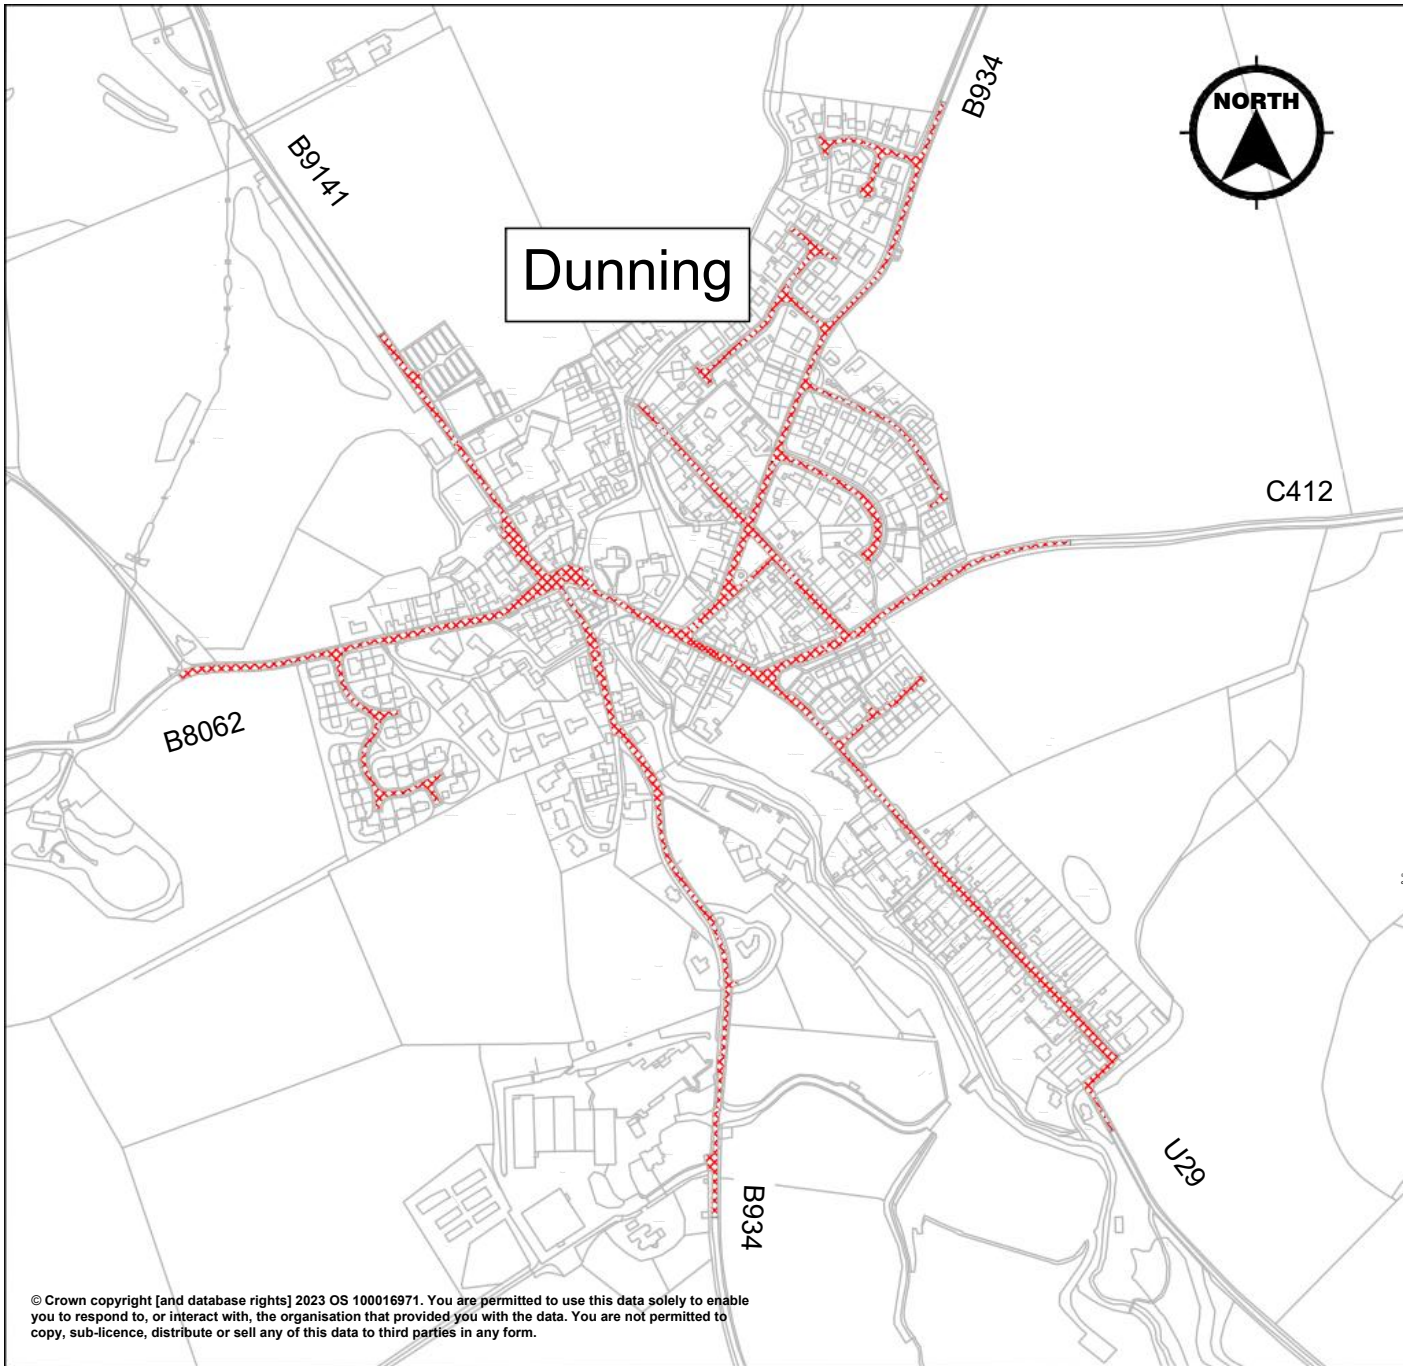 B934
NORTH
B9141
Dunning
C412
B8062
U29
B934
© Crown copyright [and database rights] 2023 OS 100016971. You are permitted to use this data solely to enable
you to respond to, or interact with, the organisation that provided you with the data. You are not permitted to
copy, sub-licence, distribute or sell any of this data to third parties in any form.